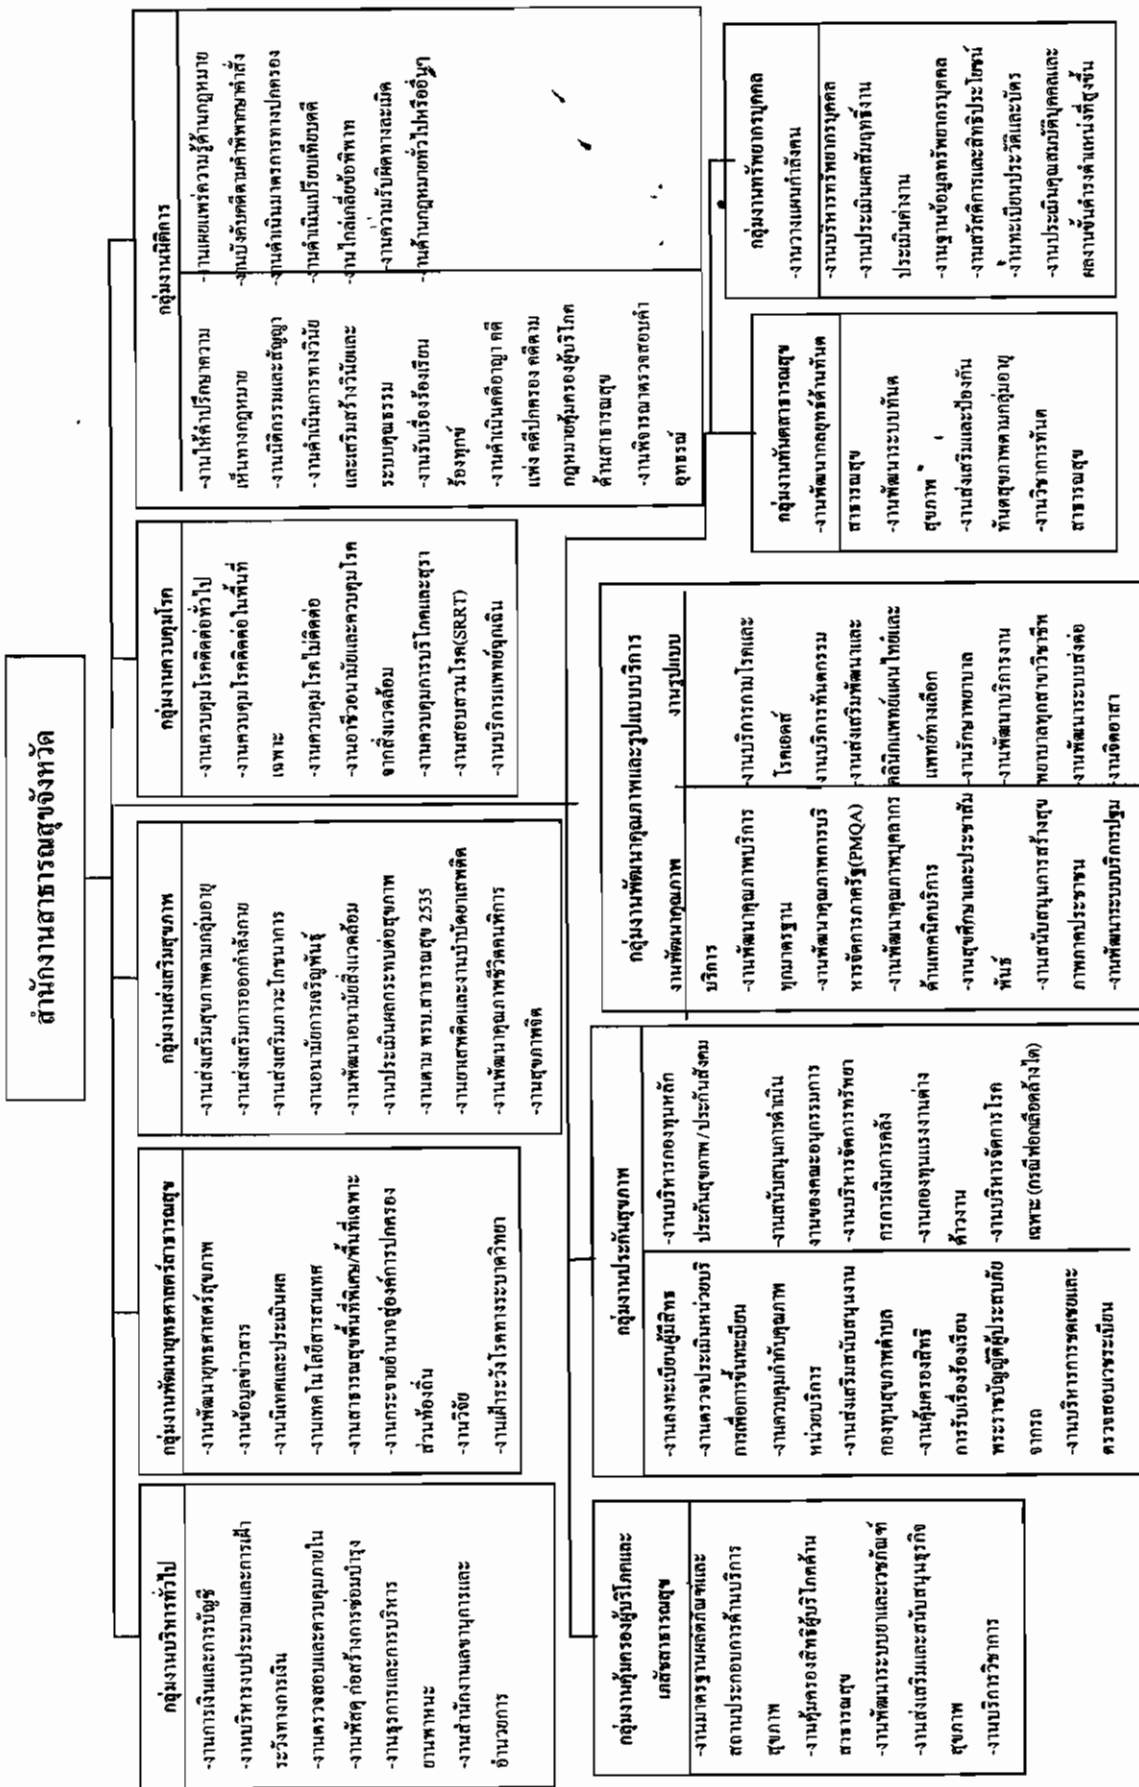 สำนักงานสาธารณสุขจังหวัด
กลุ่มงานบริหารทั่วไป
-งานการเงินและการบัญชี
-งานบริหารงบประมาณและการเฝ้า
ระวังทางการเงิน
-งานตรวจสอบและควบคุมภายใน
-งานพัสดุ ก่อสร้างการซ่อมบำรุง
-งานธุรการและการบริหาร
ยานพาหนะ
-งานสำนักงานเลขานุการและ
อำนวยการ
กลุ่มงานพัฒนายุทธศาสตร์สาธารณสุข
-งานพัฒนายุทธศาสตร์สุขภาพ
-งานข้อมูลข่าวสาร
-งานนิเทศและประเมินผล
-งานเทคโนโลยีสารสนเทศ
-งานสาธารณสุขพื้นที่พิเศษ/พื้นที่เฉพาะ
-งานกระจายอำนาจสู่องค์การปกครอง
ส่วนท้องถิ่น
-งานวิจัย
-งานเฝ้าระวังโรคทางระบาดวิทยา
กลุ่มงานส่งเสริมสุขภาพ
-งานส่งเสริมสุขภาพตามกลุ่มอายุ
-งานส่งเสริมการออกกำลังกาย
-งานส่งเสริมภาวะโภชนาการ
-งานอนามัยการเจริญพันธุ์
-งานพัฒนาอนามัยสิ่งแวดล้อม
-งานประเมินผลกระทบต่อสุขภาพ
-งานตาม พรบ.สาธารณสุข 2535
-งานยาเสพติดและงานบำบัดยาเสพติด
-งานพัฒนาคุณภาพชีวิตคนพิการ
-งานสุขภาพจิต
กลุ่มงานควบคุมโรค
-งานควบคุมโรคติดต่อทั่วไป
-งานควบคุมโรคติดต่อในพื้นที่
เฉพาะ
-งานควบคุมโรคไม่ติดต่อ
-งานอาชีวอนามัยและควบคุมโรค
จากสิ่งแวดล้อม
-งานควบคุมการบริโภคและสุรา
-งานสอบสวนโรค(SRRT)
-งานบริการแพทย์ฉุกเฉิน
กลุ่มงานนิติการ
-งานให้คำปรึกษาความ
เห็นทางกฎหมาย
-งานนิติกรรมและสัญญา
- งานดำเนินการทางวินัย
และเสริมสร้างวินัยและ
ระบบคุณธรรม
-งานรับเรื่องร้องเรียน
ร้องทุกข์
-งานดำเนินคดีอาญา คดี
แพ่ง คดีปกครอง คดีตาม
กฎหมายคุ้มครองผู้บริโภค
ด้านสาธารณสุข
-งานพิจารณาตรวจสอบคำ
อุทธรณ์
-งานเผยแพร่ความรู้ด้านกฎหมาย
-งานบังคับคดีตามคำพิพากษาคำสั่ง
-งานดำเนินมาตรการทางปกครอง
-งานดำเนินเปรียบเทียบคดี
-งานไกล่เกลี่ยข้อพิพาท
-งานความรับผิดทางละเมิด
-งานด้านกฎหมายทั่วไปหรืออื่นๆ
กลุ่มงานคุ้มครองผู้บริโภคและ
เภสัชสาธารณสุข
-งานมาตรฐานผลิตภัณฑ์และ
สถานประกอบการด้านบริการ
สุขภาพ
-งานคุ้มครองสิทธิผู้บริโภคด้าน
สาธารณสุข
-งานพัฒนาระบบยาและเวชภัณฑ์
-งานส่งเสริมและสนับสนุนธุรกิจ
สุขภาพ
-งานบริการวิชาการ
กลุ่มงานประกันสุขภาพ
-งานลงทะเบียนผู้มีสิทธ
-งานตรวจประเมินหน่วยบริ
การเพื่อการขึ้นทะเบียน
-งานควบคุมกำกับคุณภาพ
หน่วยบริการ
-งานส่งเสริมสนับสนุนงาน
กองทุนสุขภาพตำบล
-งานคุ้มครองสิทธิ
การรับเรื่องร้องเรียน
พระราชบัญญัติผู้ประสบภัย
จากรถ
-งานบริหารการชดเชยและ
ตรวจสอบเวชระเบียน
-งานบริหารกองทุนหลัก
ประกันสุขภาพ/ประกันสังคม
-งานสนับสนุนการดำเนิน
งานของคณะอนุกรรมการ
-งานบริหารจัดการทรัพยา
กรการเงินการคลัง
-งานกองทุนแรงงานต่าง
ด้าวงาน
-งานบริหารจัดการโรค
เฉพาะ (กรณีฟอกเลือดล้างไต)
กลุ่มงานพัฒนาคุณภาพและรูปแบบบริการ
งานพัฒนาคุณภาพ
บริการ
-งานพัฒนาคุณภาพบริการ
ทุกมาตรฐาน
-งานพัฒนาคุณภาพการบริ
หารจัดการภาครัฐ(PMQA)
-งานพัฒนาคุณภาพบุคลากร
ด้านเทคนิคบริการ
-งานสุขศึกษาและประชาสัม
พันธ์
-งานสนับสนุนการสร้างสุข
ภาพภาคประชาชน
-งานพัฒนาระบบบริการปฐม
งานรูปแบบ
-งานบริการกามโรคและ
โรคเอดส์
งานบริการทันตกรรม
-งานส่งเสริมพัฒนาและ
คลินิกแพทย์แผนไทยและ
แพทย์ทางเลือก
-งานรักษาพยาบาล
-งานพัฒนาบริการงาน
พยาบาลทุกสาขาวิชาชีพ
-งานพัฒนาระบบส่งต่อ
-งานจิตอาสา
กลุ่มงานทันตสาธารณสุข
-งานพัฒนากลยุทธ์ด้านทันต
สาธารณสุข
-งานพัฒนาระบบทันต
สุขภาพ
-งานส่งเสริมและป้องกัน
ทันตสุขภาพตามกลุ่มอายุ
-งานวิชาการทันต
สาธารณสุข
กลุ่มงานทรัพยากรบุคคล
-งานวางแผนกำลังคน
-งานบริหารทรัพยากรบุคคล
-งานประเมินผลสัมฤทธิ์งาน
ประเมินค่างาน
-งานฐานข้อมูลทรัพยากรบุคคล
-งานสวัสดิการและสิทธิประโยชน์
-งานทะเบียนประวัติและบัตร
-งานประเมินคุณสมบัติบุคคลและ
ผลงานขั้นดำรงตำแหน่งที่สูงขึ้น